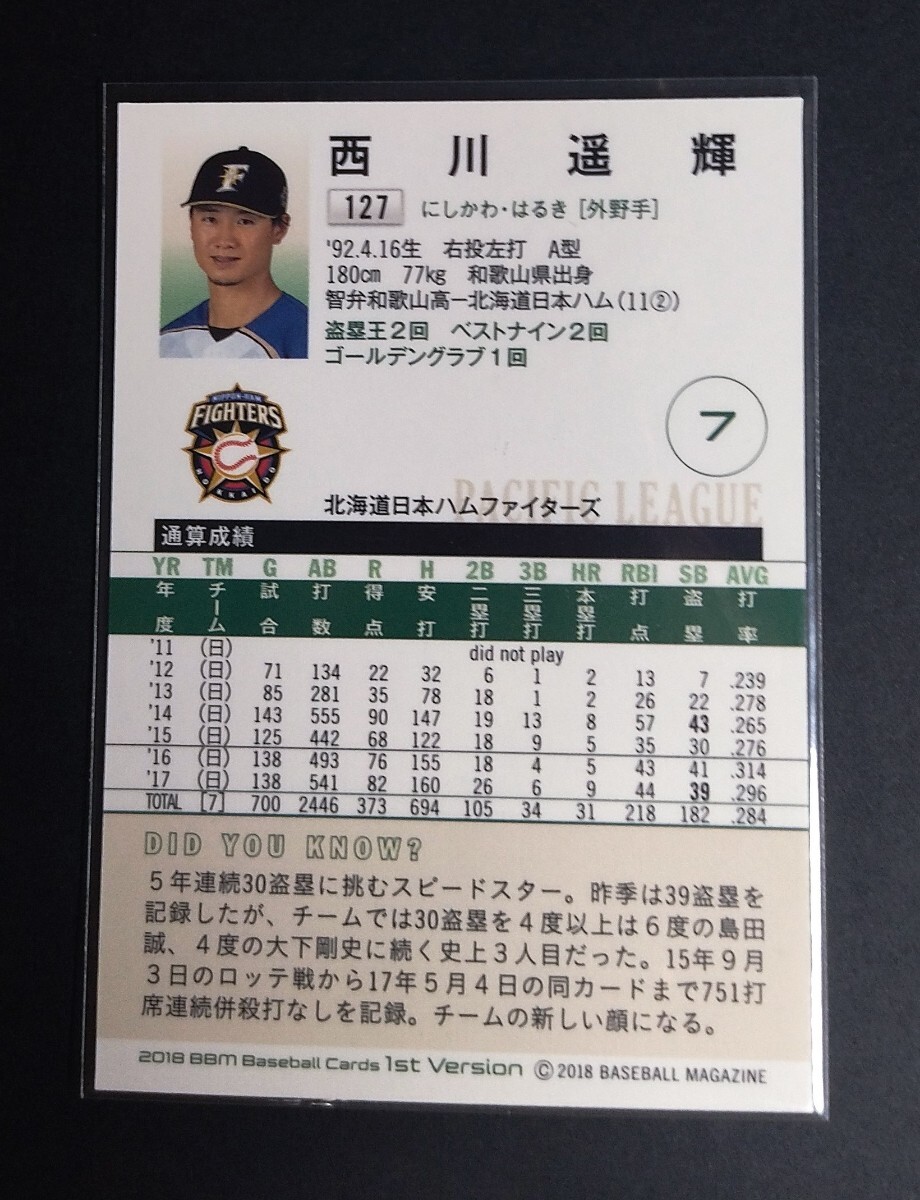 西川遥輝
127 にしかわ・はるき [外野手]
'92.4.16生 右投左打 A型
180cm 77kg 和歌山県出身
智弁和歌山高ー北海道日本ハム(11②)
盗塁王2回 ベストナイン2回
ゴールデングラブ1回
F
NIPPON-HAM
FIGHTERS
HOKKAIDO
7
PACIFIC LEAGUE
北海道日本ハムファイターズ
通算成績
YR TM G AB R H 2B 3B HR RBI SB AVG
年度 チーム 試合 打数 得点 安打 二塁打 三塁打 本塁打 打点 盗塁 打率
'11 (日) did not play
'12 (日) 71 134 22 32 6 1 2 13 7 .239
'13 (日) 85 281 35 78 18 1 2 26 22 .278
'14 (日) 143 555 90 147 19 13 8 57 43 .265
'15 (日) 125 442 68 122 18 9 5 35 30 .276
'16 (日) 138 493 76 155 18 4 5 43 41 .314
'17 (日) 138 541 82 160 26 6 9 44 39 .296
TOTAL [7] 700 2446 373 694 105 34 31 218 182 .284
DID YOU KNOW?
5年連続30盗塁に挑むスピードスター。昨季は39盗塁を
記録したが、チームでは30盗塁を4度以上は6度の島田
誠、4度の大下剛史に続く史上3人目だった。15年9月
3日のロッテ戦から17年5月4日の同カードまで751打
席連続併殺打なしを記録。チームの新しい顔になる。
2018 BBM Baseball Cards 1st Version © 2018 BASEBALL MAGAZINE